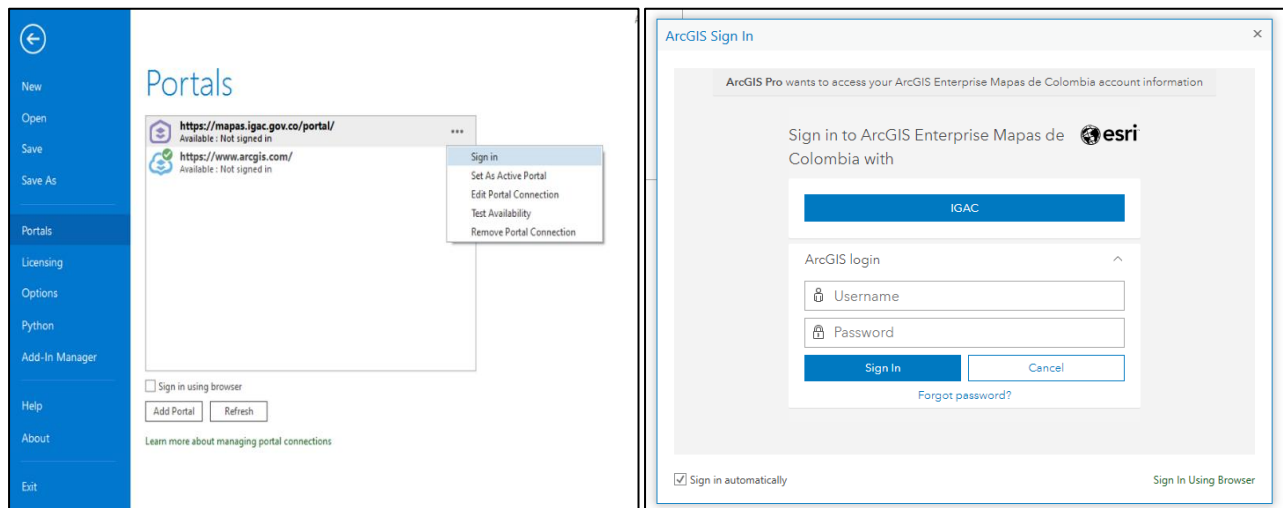 New
Open
Save
Save As
Portals
Licensing
Options
Python
Add-In Manager
Help
About
Exit
Portals
https://mapas.igac.gov.co/portal/
Available : Not signed in
https://www.arcgis.com/
Available : Not signed in
Sign in
Set As Active Portal
Edit Portal Connection
Test Availability
Remove Portal Connection
Sign in using browser
Add Portal
Refresh
Learn more about managing portal connections
ArcGIS Sign In
ArcGIS Pro wants to access your ArcGIS Enterprise Mapas de Colombia account information
Sign in to ArcGIS Enterprise Mapas de
Colombia with
esri
IGAC
ArcGIS login
Username
Password
Sign In
Cancel
Forgot password?
Sign in automatically
Sign In Using Browser